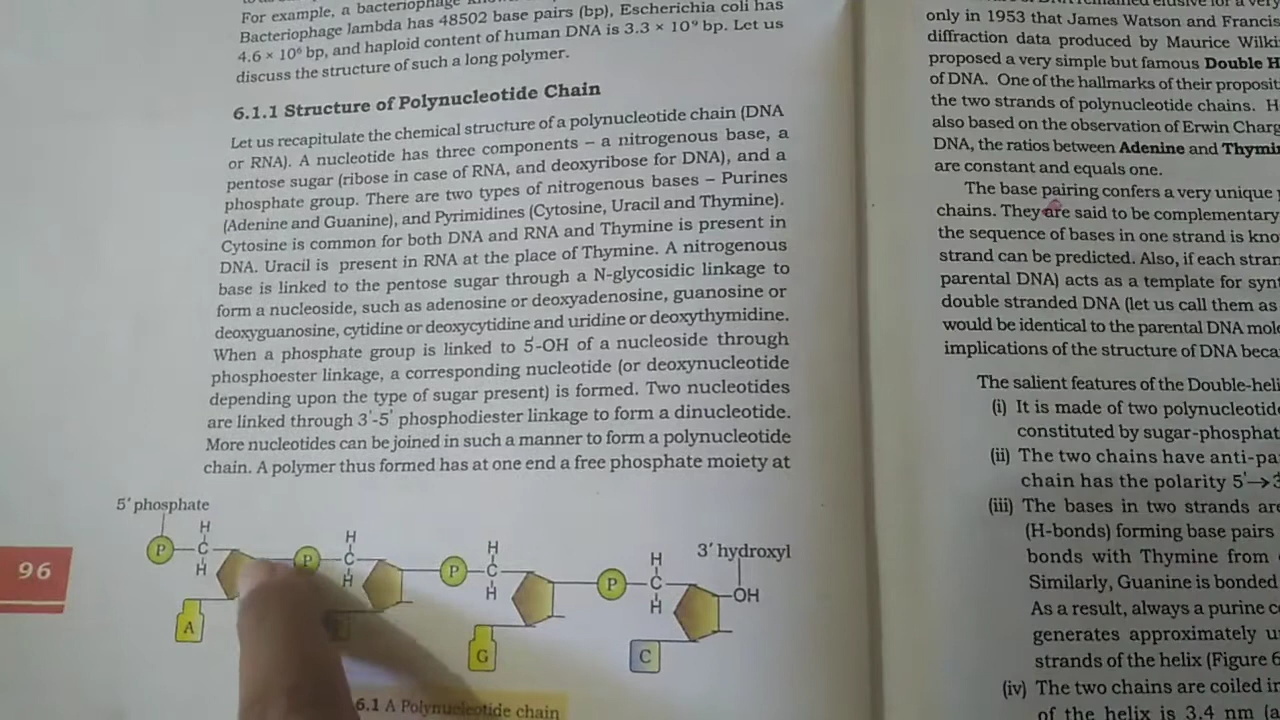 For example, a bacteriophage
Bacteriophage lambda has 48502 base pairs (bp), Escherichia coli has
4.6 × 10⁶ bp, and haploid content of human DNA is 3.3 × 10⁹ bp. Let us
discuss the structure of such a long polymer.
6.1.1 Structure of Polynucleotide Chain
Let us recapitulate the chemical structure of a polynucleotide chain (DNA
or RNA). A nucleotide has three components – a nitrogenous base, a
pentose sugar (ribose in case of RNA, and deoxyribose for DNA), and a
phosphate group. There are two types of nitrogenous bases – Purines
(Adenine and Guanine), and Pyrimidines (Cytosine, Uracil and Thymine).
Cytosine is common for both DNA and RNA and Thymine is present in
DNA. Uracil is present in RNA at the place of Thymine. A nitrogenous
base is linked to the pentose sugar through a N-glycosidic linkage to
form a nucleoside, such as adenosine or deoxyadenosine, guanosine or
deoxyguanosine, cytidine or deoxycytidine and uridine or deoxythymidine.
When a phosphate group is linked to 5'-OH of a nucleoside through
phosphoester linkage, a corresponding nucleotide (or deoxynucleotide
depending upon the type of sugar present) is formed. Two nucleotides
are linked through 3'-5' phosphodiester linkage to form a dinucleotide.
More nucleotides can be joined in such a manner to form a polynucleotide
chain. A polymer thus formed has at one end a free phosphate moiety at
5' phosphate
3' hydroxyl
H H H H
P C P C P C P C
H H H H
OH
A G C
96
6.1 A Polynucleotide chain
only in 1953 that James Watson and Francis
diffraction data produced by Maurice
proposed a very simple but famous Double
of DNA. One of the hallmarks of their
the two strands of polynucleotide chains.
also based on the observation of Erwin
DNA, the ratios between Adenine and
are constant and equals one.
The base pairing confers a very unique
chains. They are said to be complementary
the sequence of bases in one strand is
strand can be predicted. Also, if each
parental DNA) acts as a template for
double stranded DNA (let us call them as
would be identical to the parental DNA
implications of the structure of DNA
The salient features of the
(i) It is made of two
constituted by
(ii) The two chains have
chain has the polarity 5'→3
(iii) The bases in two strands
(H-bonds) forming base pairs
bonds with Thymine from
Similarly, Guanine is bonded
As a result, always a purine
generates approximately
strands of the helix (Figure
(iv) The two chains are coiled
of the helix is 3.4 nm